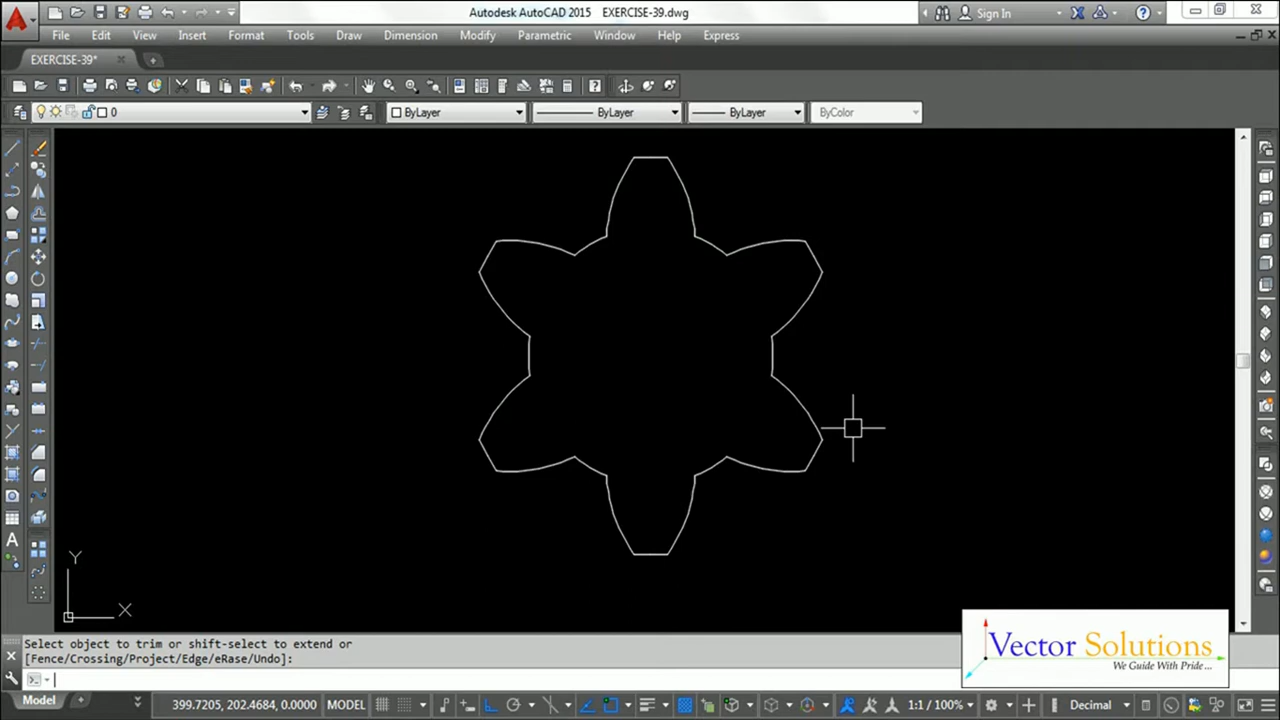 Autodesk AutoCAD 2015 EXERCISE-39.dwg
Sign In
File Edit View Insert Format Tools Draw Dimension Modify Parametric Window Help Express
EXERCISE-39*
0 ByLayer ByLayer ByLayer ByColor
Y
X
Select object to trim or shift-select to extend or
[Fence/Crossing/Project/Edge/eRase/Undo]:
Vector Solutions
We Guide With Pride...
Model
399.7205, 202.4684, 0.0000 MODEL 1:1 / 100% Decimal